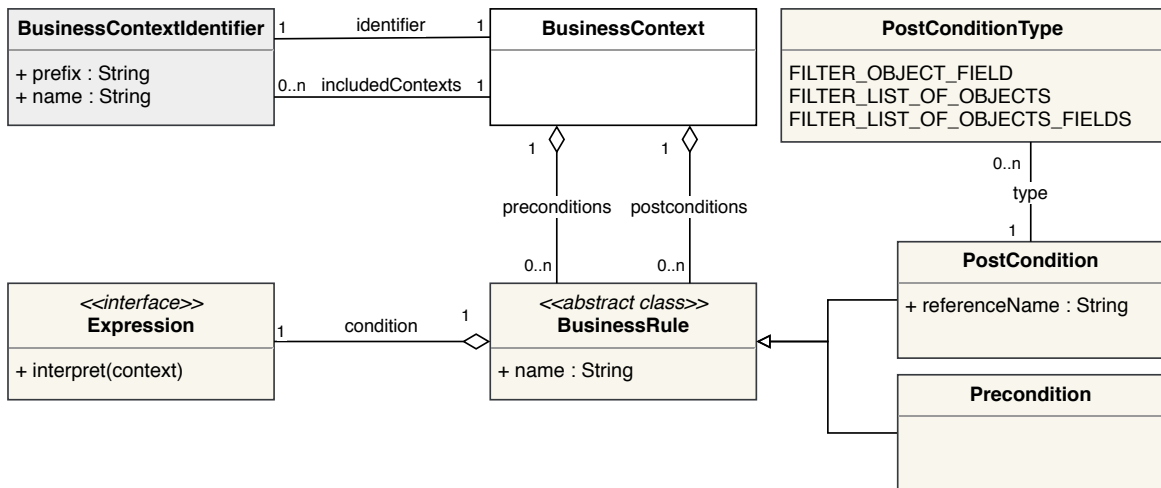 BusinessContextIdentifier
+ prefix : String
+ name : String
1 identifier 1
0..n includedContexts 1
BusinessContext
PostConditionType
FILTER_OBJECT_FIELD
FILTER_LIST_OF_OBJECTS
FILTER_LIST_OF_OBJECTS_FIELDS
1 1
preconditions postconditions
0..n 0..n
0..n
type
1
<<interface>>
Expression
+ interpret(context)
1 condition 1
<<abstract class>>
BusinessRule
+ name : String
PostCondition
+ referenceName : String
Precondition